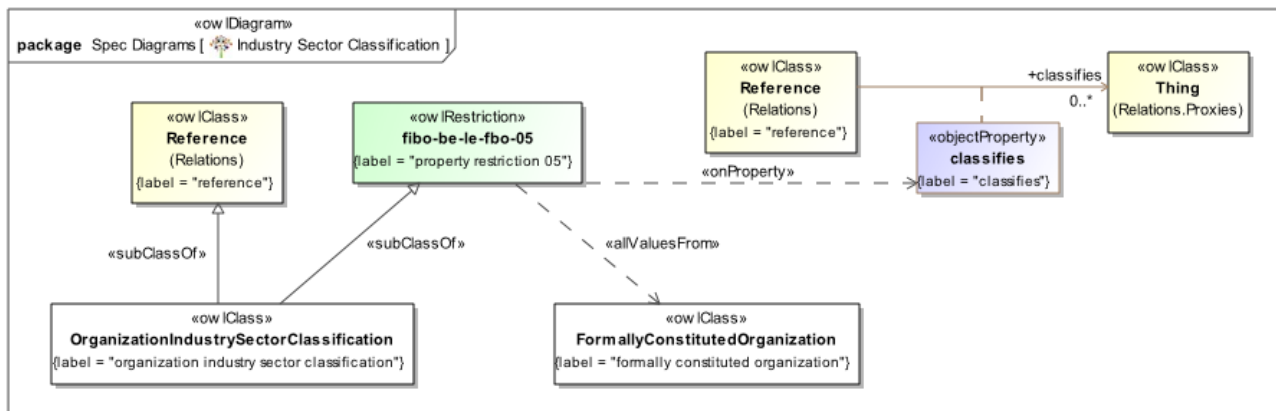 «owlDiagram»
package Spec Diagrams [ Industry Sector Classification ]
«owlClass»
Reference
(Relations)
{label = "reference"}
«owlRestriction»
fibo-be-le-fbo-05
{label = "property restriction 05"}
«owlClass»
Reference
(Relations)
{label = "reference"}
+classifies
0..*
«owlClass»
Thing
(Relations.Proxies)
«objectProperty»
classifies
{label = "classifies"}
«onProperty»
«subClassOf»
«subClassOf»
«allValuesFrom»
«owlClass»
OrganizationIndustrySectorClassification
{label = "organization industry sector classification"}
«owlClass»
FormallyConstitutedOrganization
{label = "formally constituted organization"}